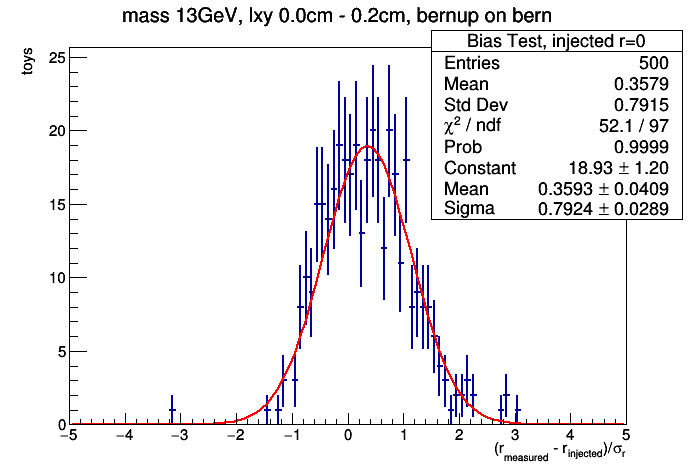 mass 13GeV, lxy 0.0cm - 0.2cm, bernup on bern
Bias Test, injected r=0
Entries 500
Mean 0.3579
Std Dev 0.7915
χ² / ndf 52.1 / 97
Prob 0.9999
Constant 18.93 ± 1.20
Mean 0.3593 ± 0.0409
Sigma 0.7924 ± 0.0289
toys
25
20
15
10
5
0
−5 −4 −3 −2 −1 0 1 2 3 4 5
(r_measured - r_injected)/σ_r